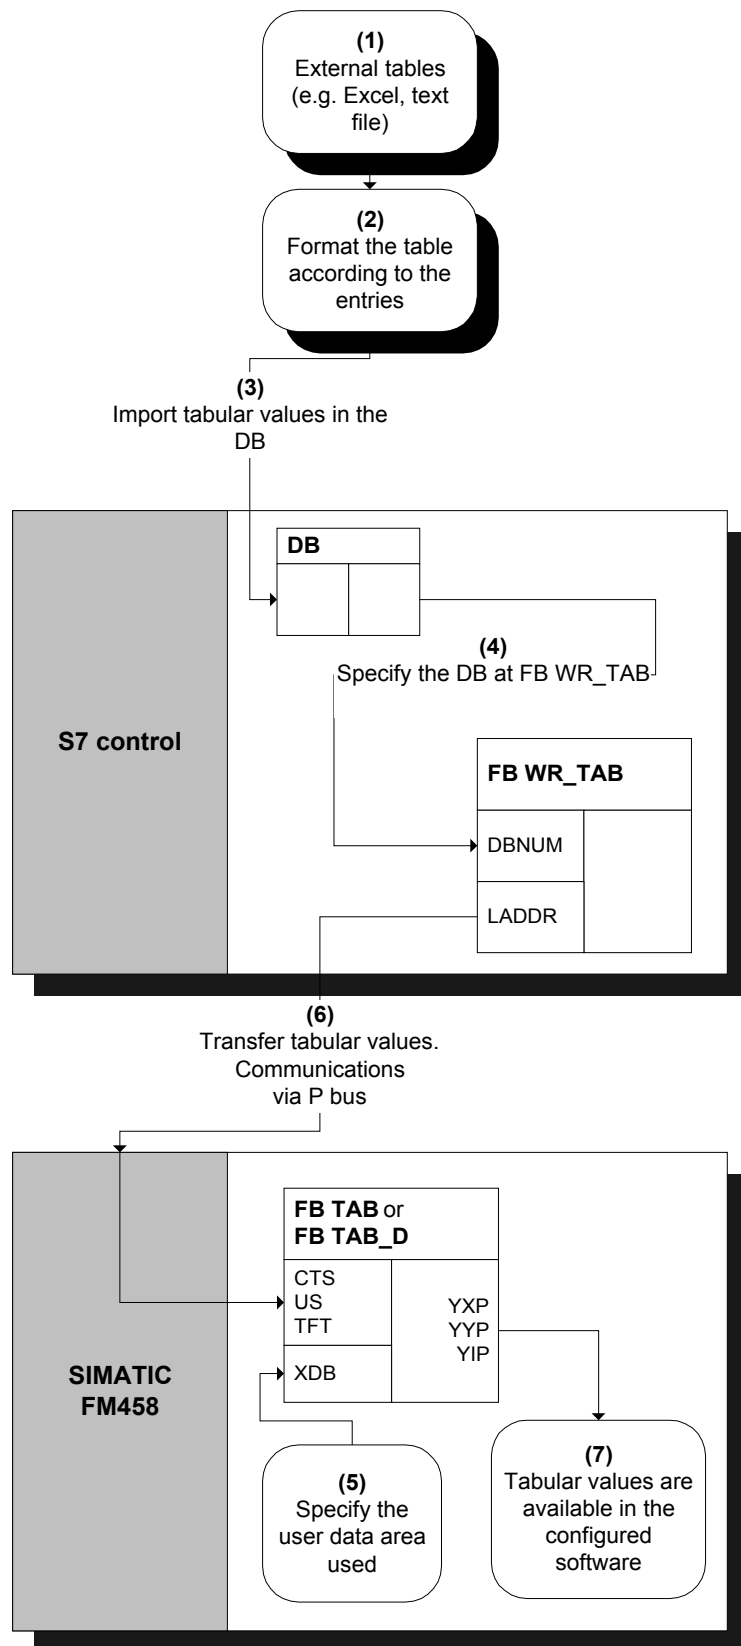 (1)
External tables
(e.g. Excel, text
file)
(2)
Format the table
according to the
entries
(3)
Import tabular values in the
DB
DB
(4)
Specify the DB at FB WR_TAB
S7 control
FB WR_TAB
DBNUM
LADDR
(6)
Transfer tabular values.
Communications
via P bus
FB TAB or
FB TAB_D
CTS
US
TFT
XDB
YXP
YYP
YIP
SIMATIC
FM458
(5)
Specify the
user data area
used
(7)
Tabular values are
available in the
configured
software